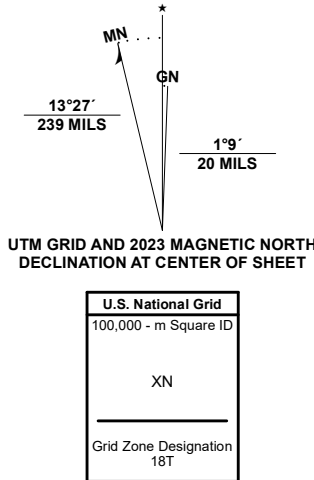 ★
MN
GN
13°27´
239 MILS
1°9´
20 MILS
UTM GRID AND 2023 MAGNETIC NORTH
DECLINATION AT CENTER OF SHEET
U.S. National Grid
100,000 - m Square ID
XN
Grid Zone Designation
18T